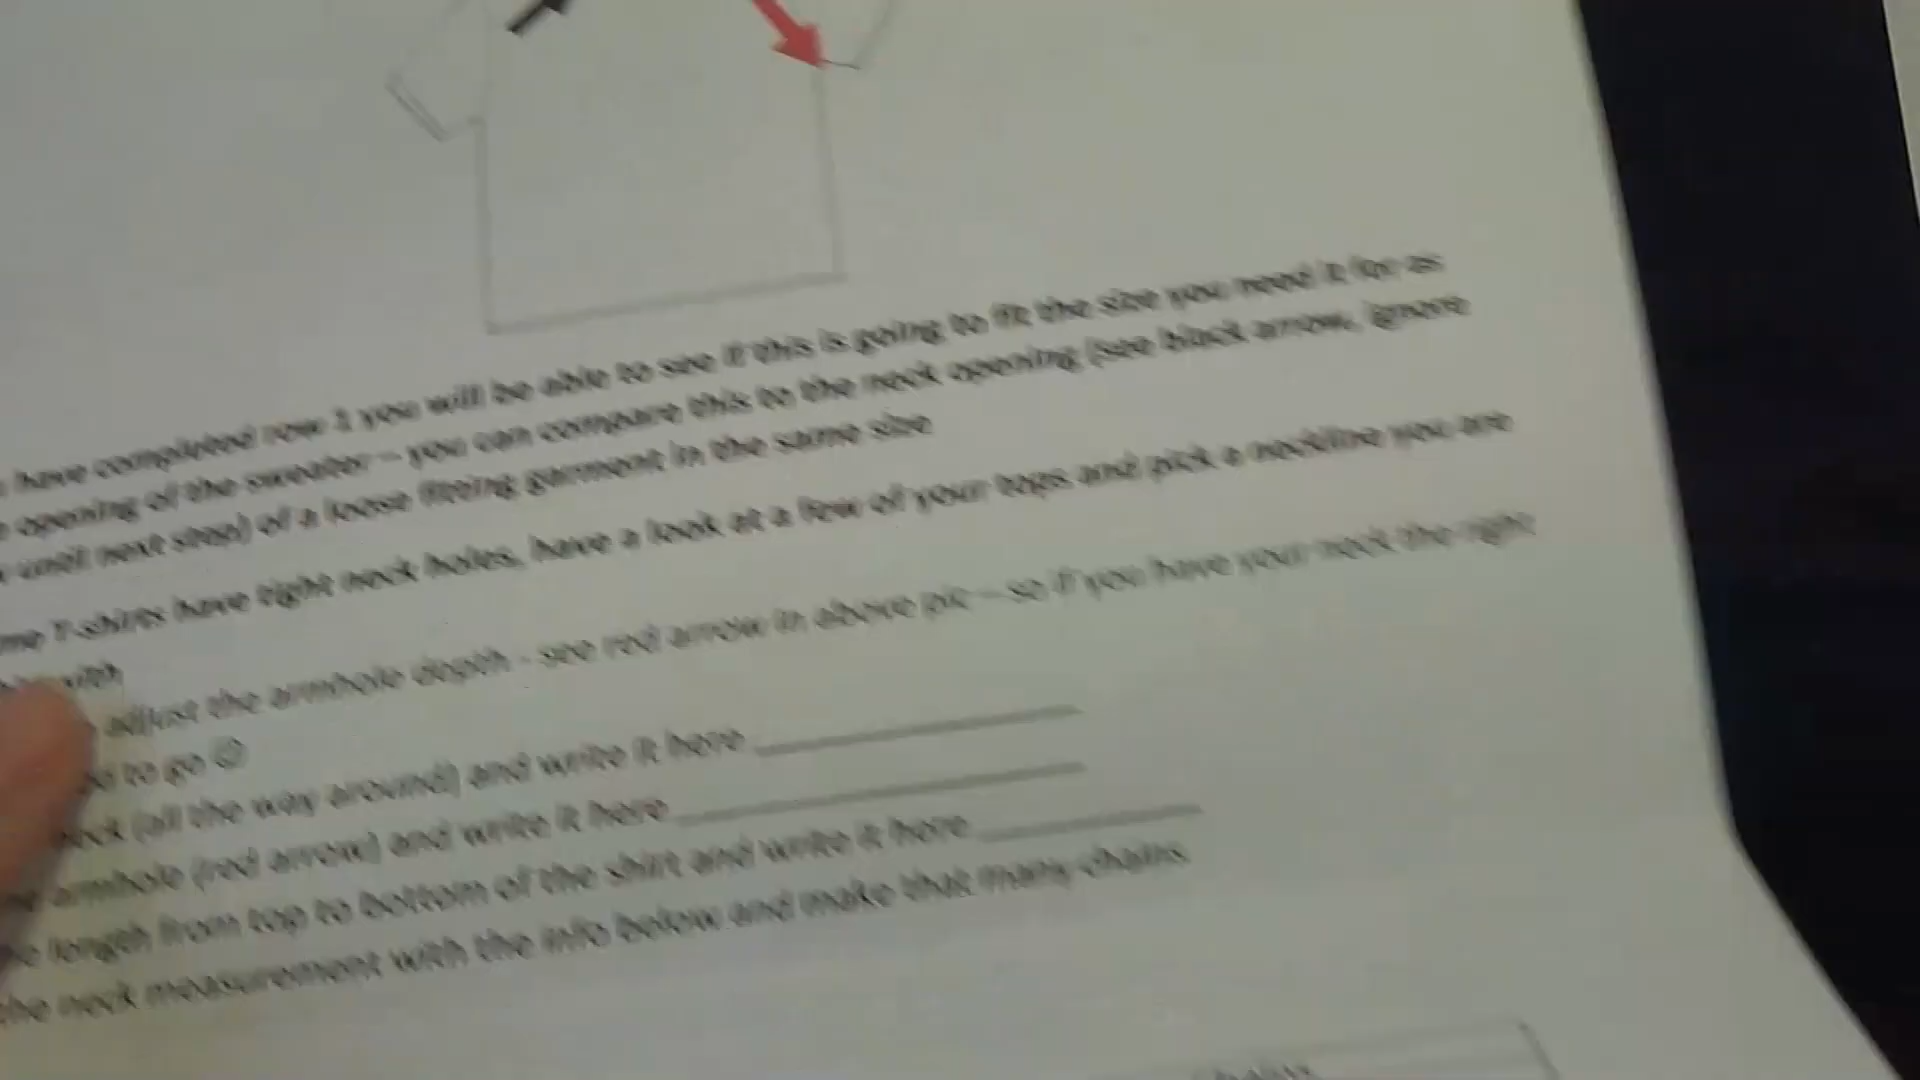 have completed row 1 you will be able to see if this is going to fit the size you need it for as
opening of the sweater – you can compare this to the neck opening (see black arrow, ignore
until next step) of a loose fitting garment in the same size
T-shirts have tight neck holes, have a look at a few of your tops and pick a neckline you are
with
adjust the armhole depth - see red arrow in above pic – so if you have your neck the right
to go ☺
neck (all the way around) and write it here ____________
armhole (red arrow) and write it here ____________
length from top to bottom of the shirt and write it here ____________
the neck measurement with the info below and make that many chains